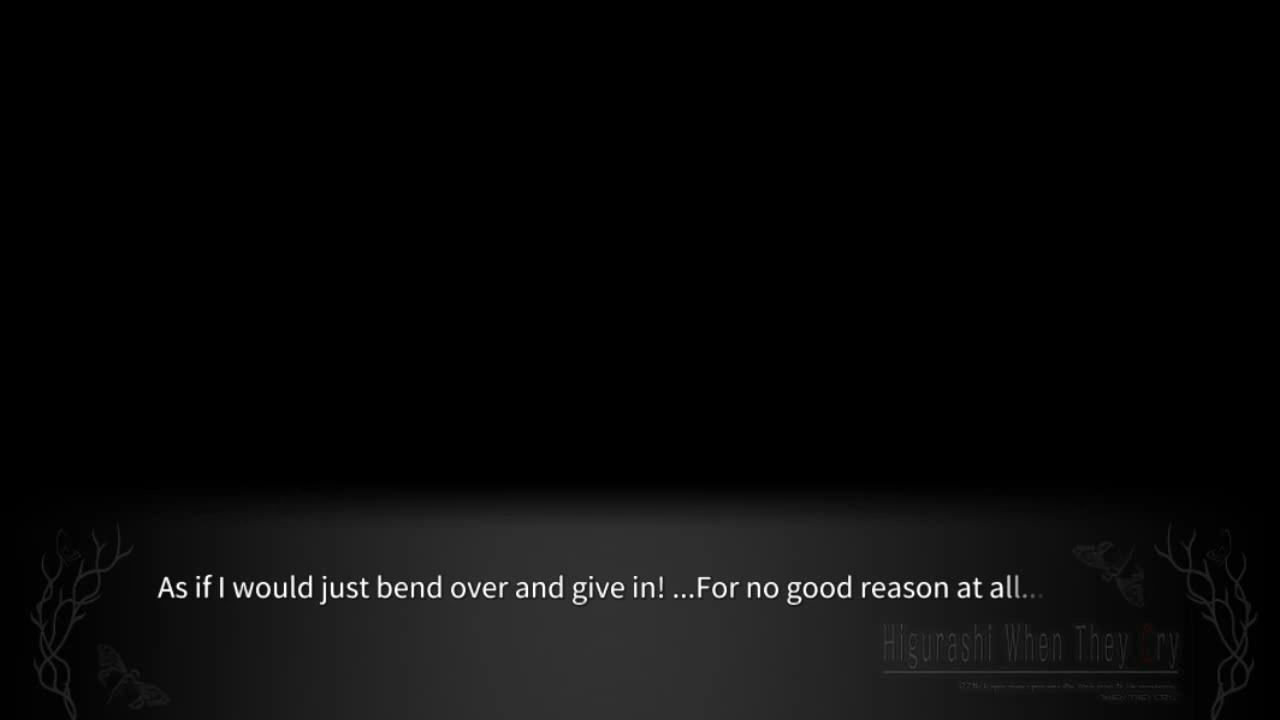 As if I would just bend over and give in! ...For no good reason at all...
Higurashi When They Cry